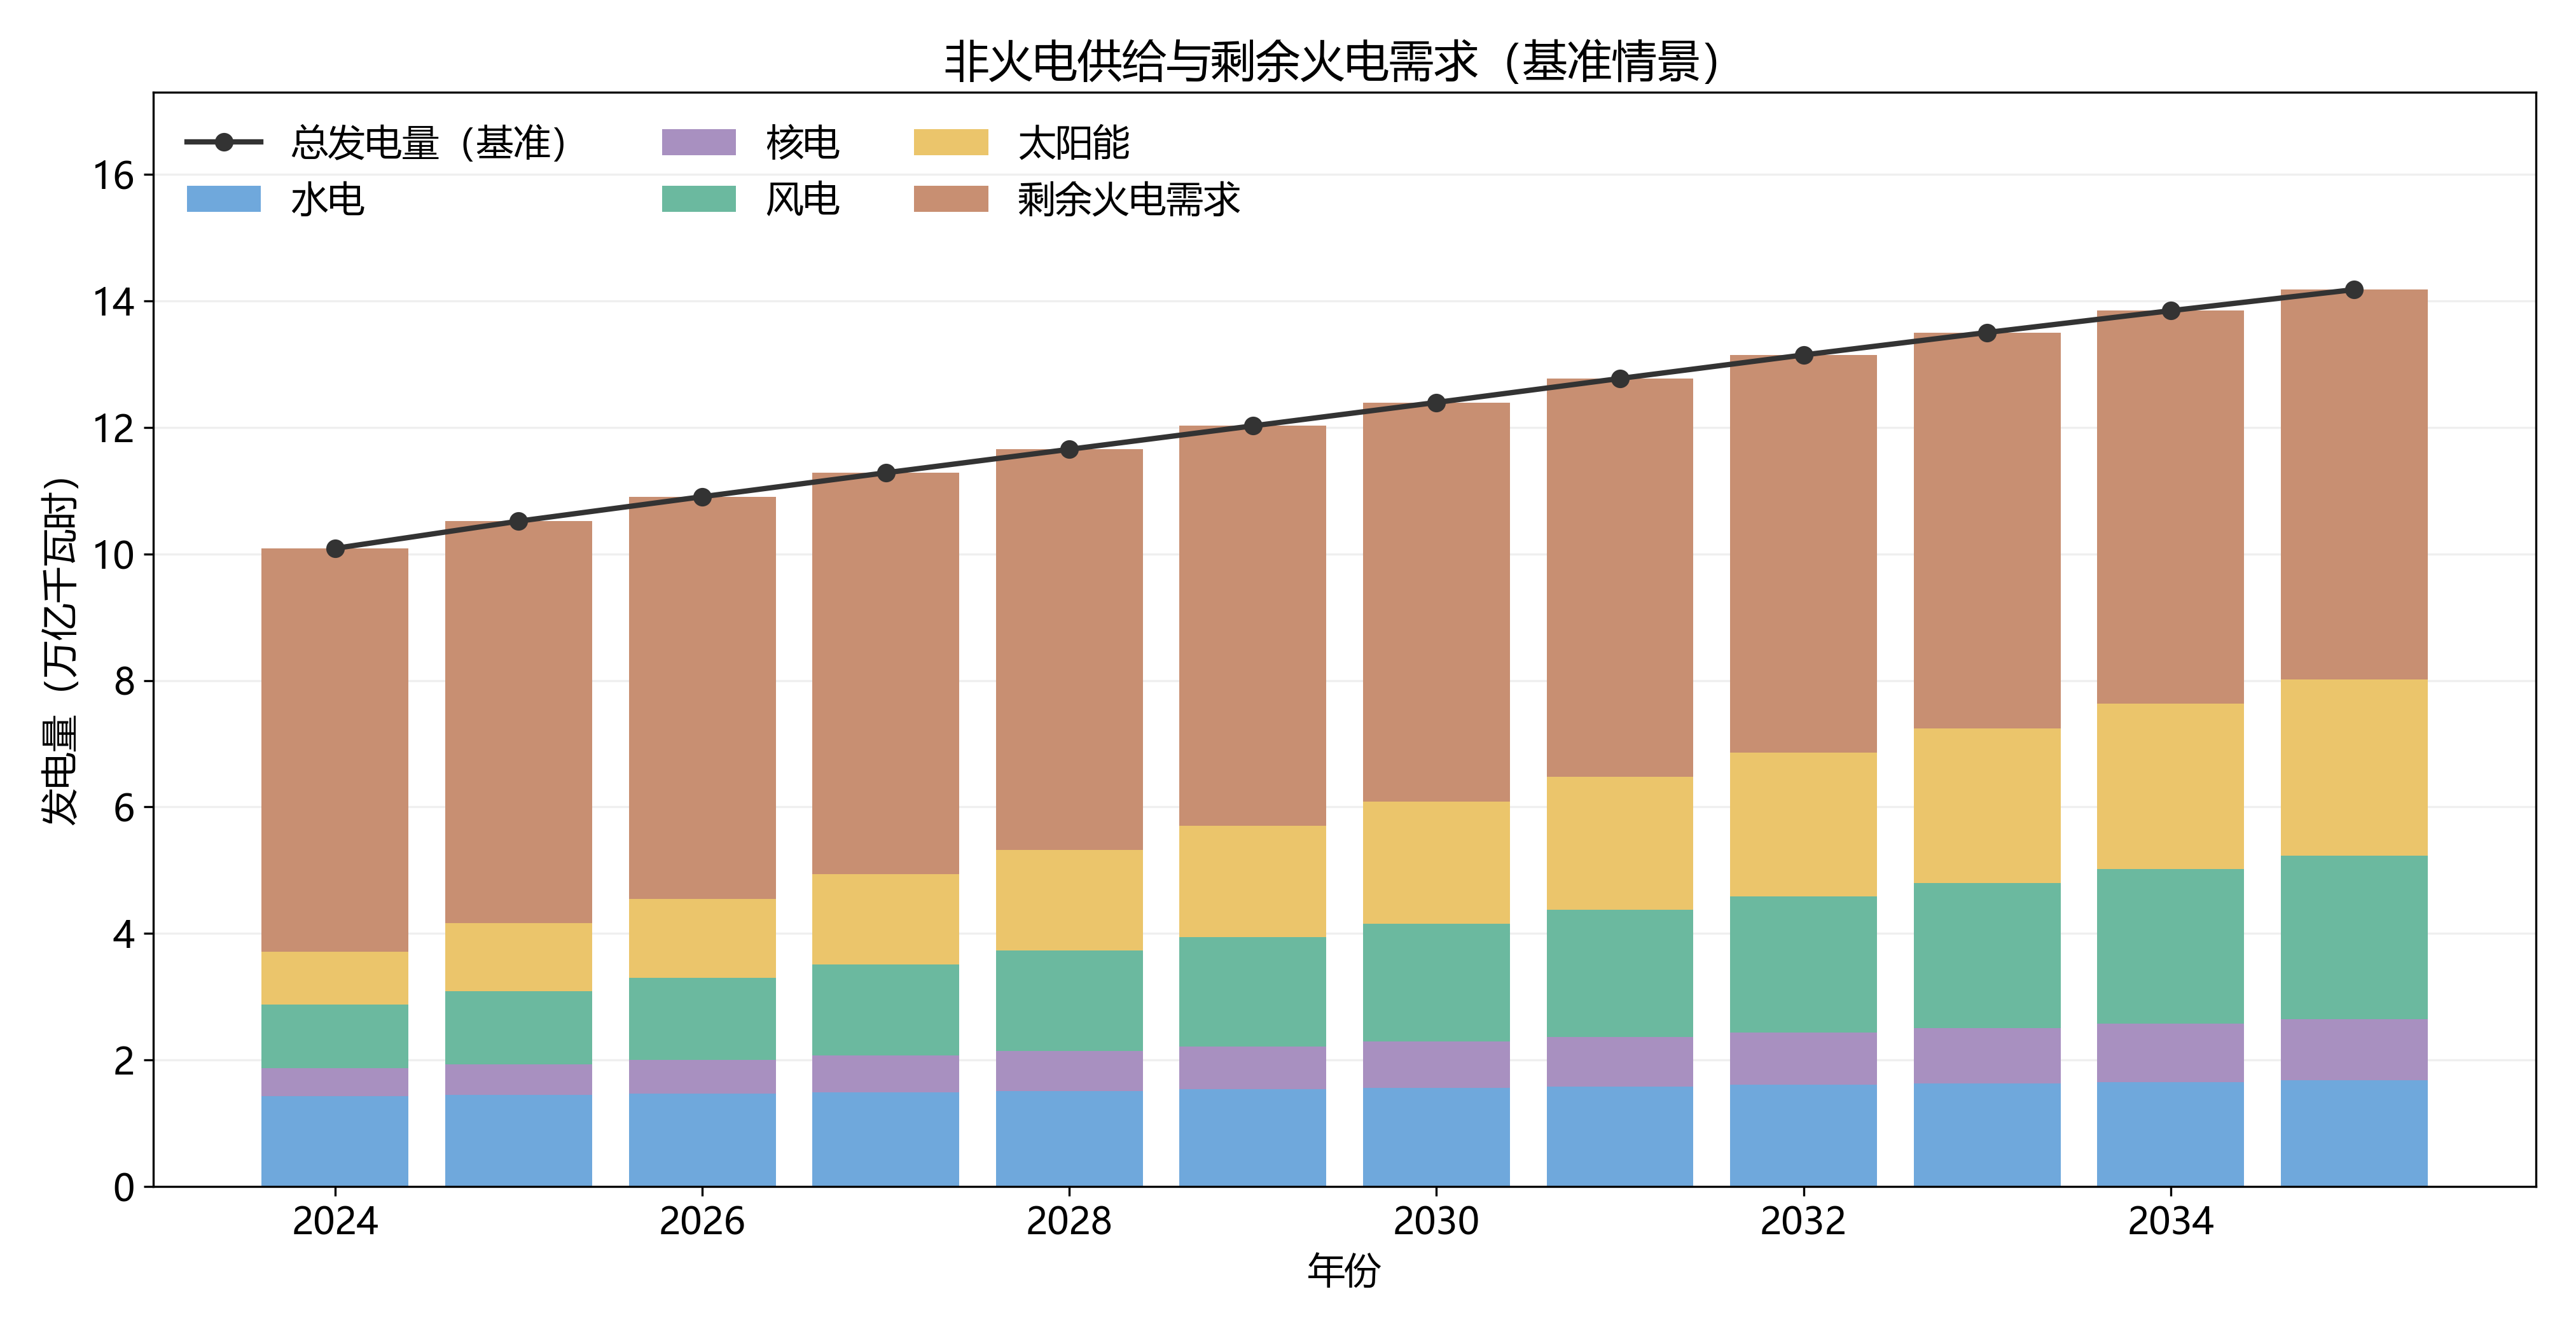 非火电供给与剩余火电需求（基准情景）
总发电量（基准）
水电
核电
风电
太阳能
剩余火电需求
发电量（万亿千瓦时）
16
14
12
10
8
6
4
2
0
2024 2026 2028 2030 2032 2034
年份